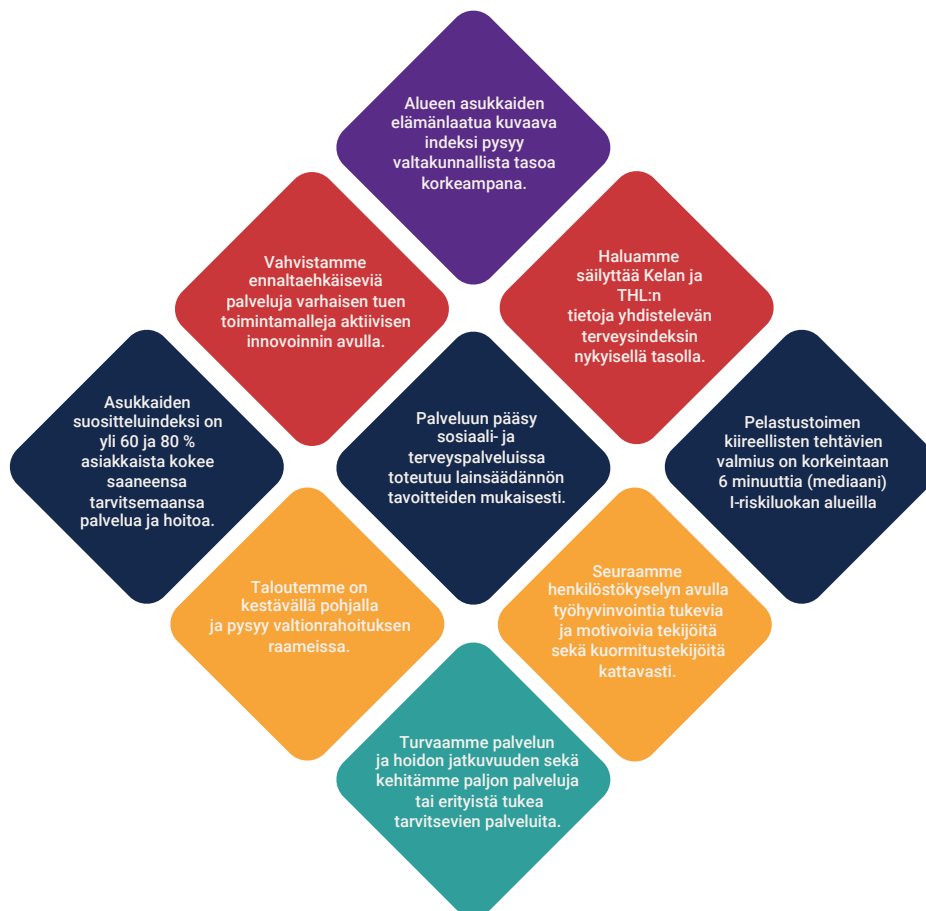 Alueen asukkaiden
elämänlaatua kuvaava
indeksi pysyy
valtakunnallista tasoa
korkeampana.
Vahvistamme
ennaltaehkäiseviä
palveluja varhaisen tuen
toimintamalleja aktiivisen
innovoinnin avulla.
Haluamme
säilyttää Kelan ja
THL:n
tietoja yhdistelevän
terveysindeksin
nykyisellä tasolla.
Asukkaiden
suositteluindeksi on
yli 60 ja 80 %
asiakkaista kokee
saaneensa
tarvitsemaansa
palvelua ja hoitoa.
Palveluun pääsy
sosiaali- ja
terveyspalveluissa
toteutuu lainsäädännön
tavoitteiden mukaisesti.
Pelastustoimen
kiireellisten tehtävien
valmius on korkeintaan
6 minuuttia (mediaani)
I-riskiluokan alueilla
Taloutemme on
kestävällä pohjalla
ja pysyy valtionrahoituksen
raameissa.
Seuraamme
henkilöstökyselyn avulla
työhyvinvointia tukevia
ja motivoivia tekijöitä
sekä kuormitustekijöitä
kattavasti.
Turvaamme palvelun
ja hoidon jatkuvuuden sekä
kehitämme paljon palveluja
tai erityistä tukea
tarvitsevien palveluita.